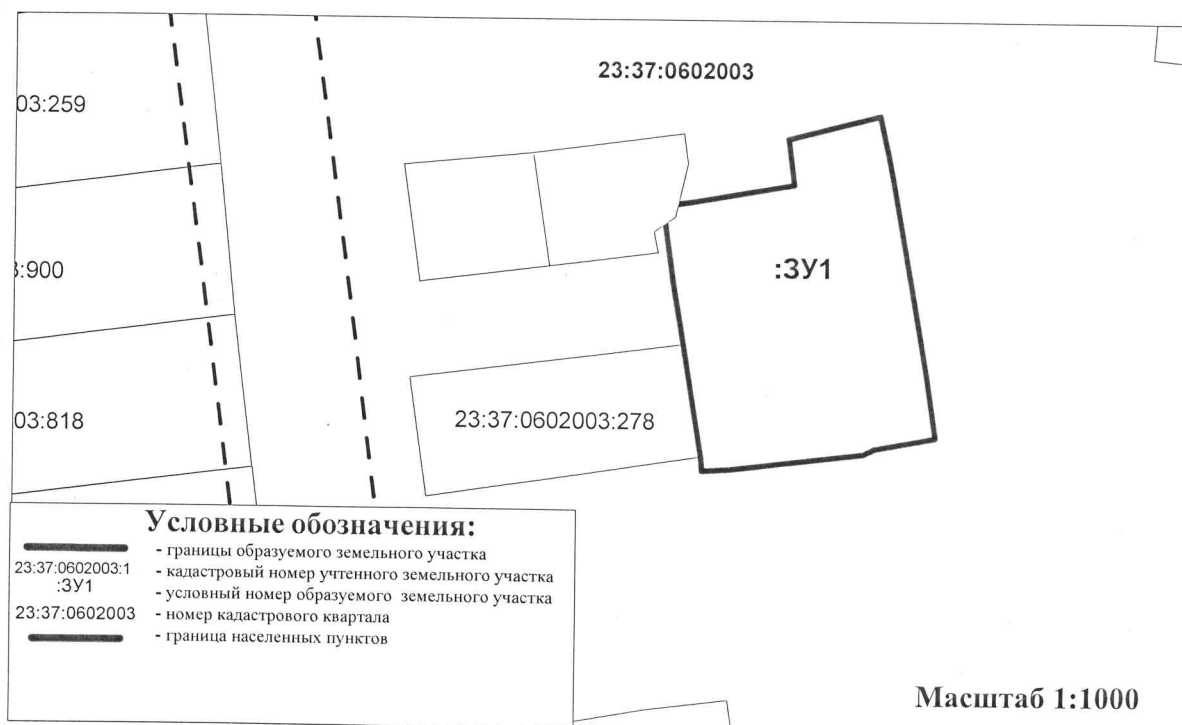 23:37:0602003
03:259
:ЗУ1
:900
03:818
23:37:0602003:278
Условные обозначения:
- границы образуемого земельного участка
23:37:0602003:1 - кадастровый номер учтенного земельного участка
:ЗУ1 - условный номер образуемого земельного участка
23:37:0602003 - номер кадастрового квартала
- граница населенных пунктов
Масштаб 1:1000